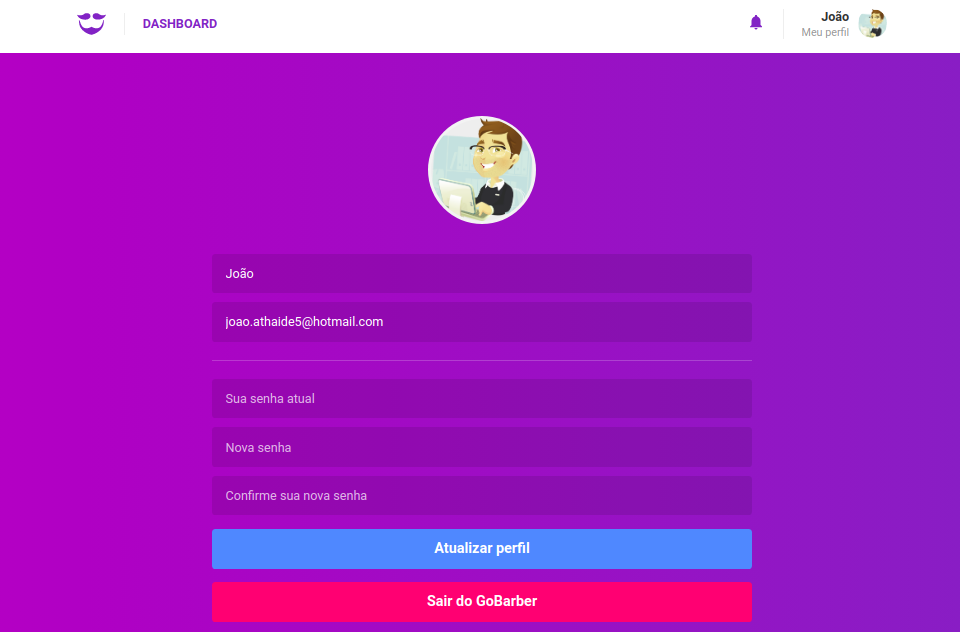 DASHBOARD
João
Meu perfil
João
joao.athaide5@hotmail.com
Sua senha atual
Nova senha
Confirme sua nova senha
Atualizar perfil
Sair do GoBarber